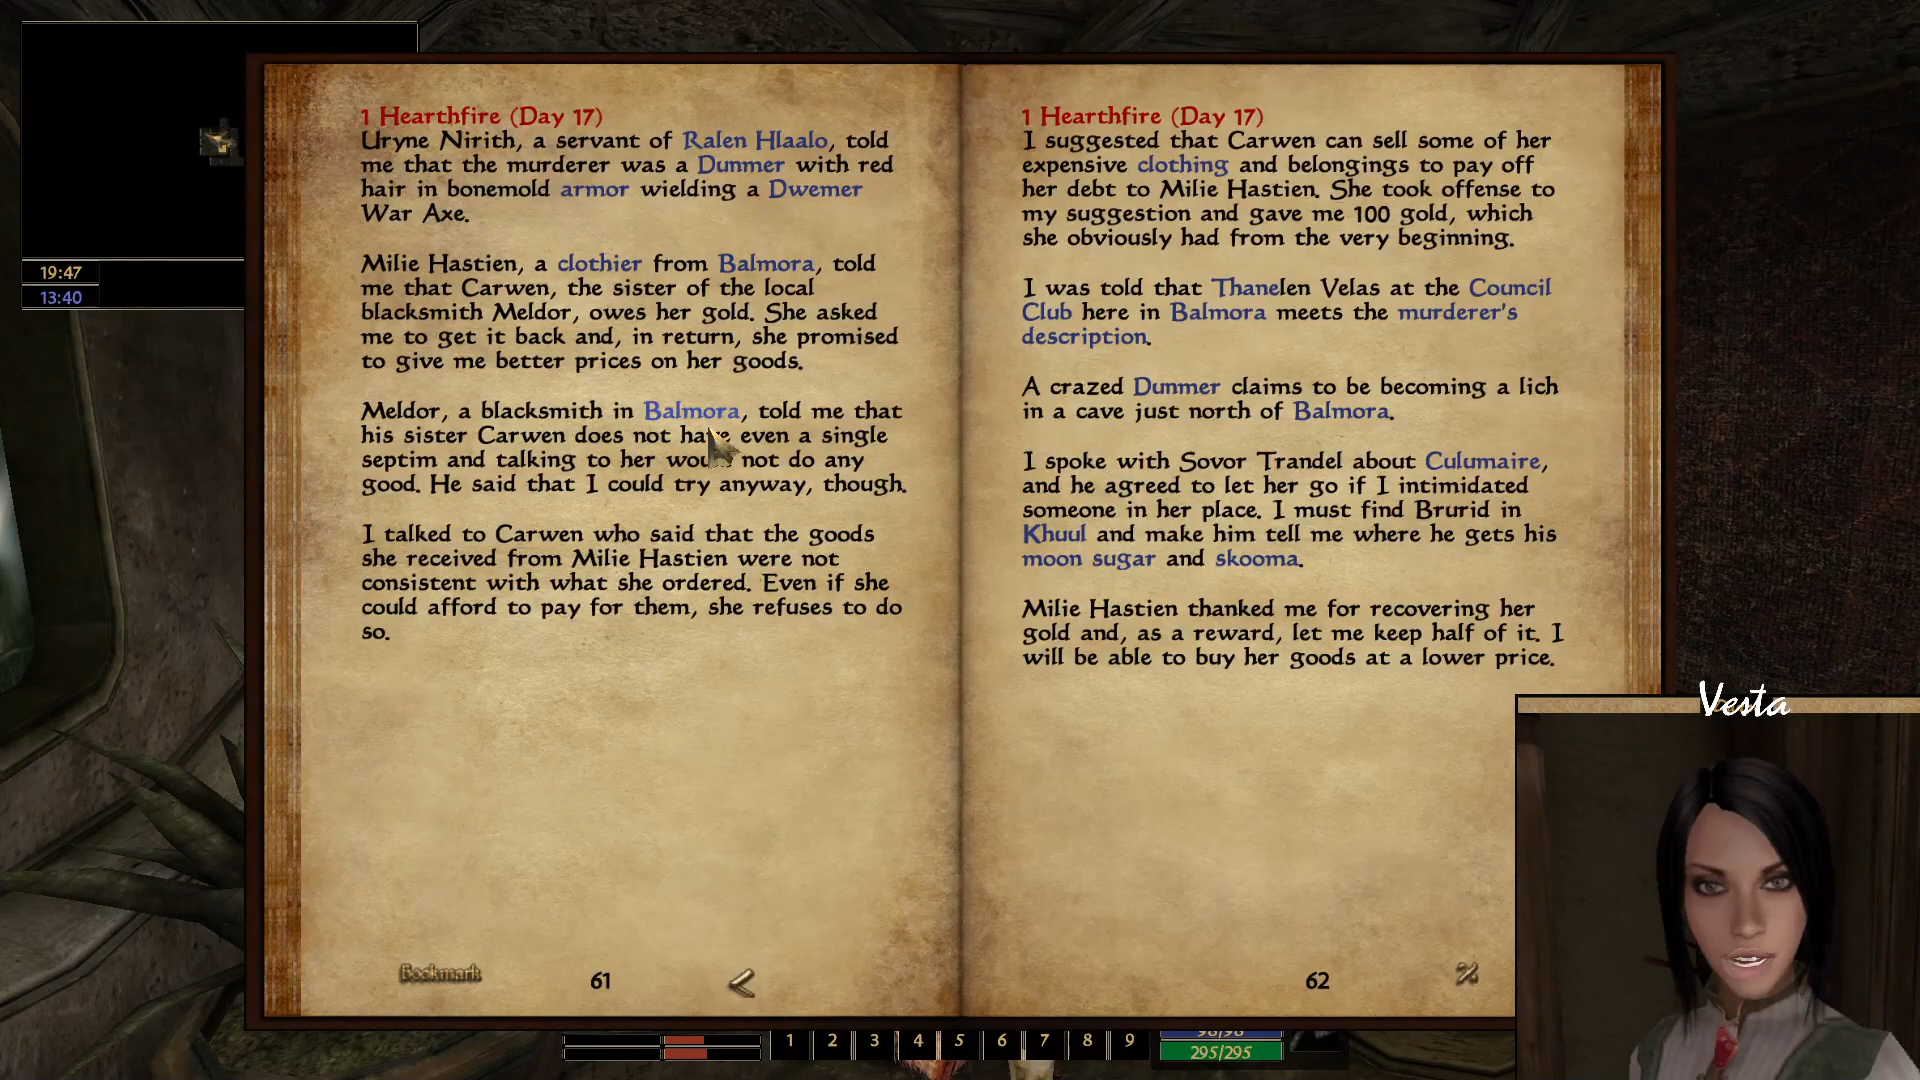 19:47
13:40
1 Hearthfire (Day 17)
Uryne Nirith, a servant of Ralen Hlaalo, told
me that the murderer was a Dunmer with red
hair in bonemold armor wielding a Dwemer
War Axe.
Milie Hastien, a clothier from Balmora, told
me that Carwen, the sister of the local
blacksmith Meldor, owes her gold. She asked
me to get it back and, in return, she promised
to give me better prices on her goods.
Meldor, a blacksmith in Balmora, told me that
his sister Carwen does not have even a single
septim and talking to her would not do any
good. He said that I could try anyway, though.
I talked to Carwen who said that the goods
she received from Milie Hastien were not
consistent with what she ordered. Even if she
could afford to pay for them, she refuses to do
so.
Bookmark
61
1 Hearthfire (Day 17)
I suggested that Carwen can sell some of her
expensive clothing and belongings to pay off
her debt to Milie Hastien. She took offense to
my suggestion and gave me 100 gold, which
she obviously had from the very beginning.
I was told that Thanelen Velas at the Council
Club here in Balmora meets the murderer's
description.
A crazed Dunmer claims to be becoming a lich
in a cave just north of Balmora.
I spoke with Sovor Trandel about Culumaire,
and he agreed to let her go if I intimidated
someone in her place. I must find Brurid in
Khuul and make him tell me where he gets his
moon sugar and skooma.
Milie Hastien thanked me for recovering her
gold and, as a reward, let me keep half of it. I
will be able to buy her goods at a lower price.
62
Vesta
1 2 3 4 5 6 7 8 9
295/295